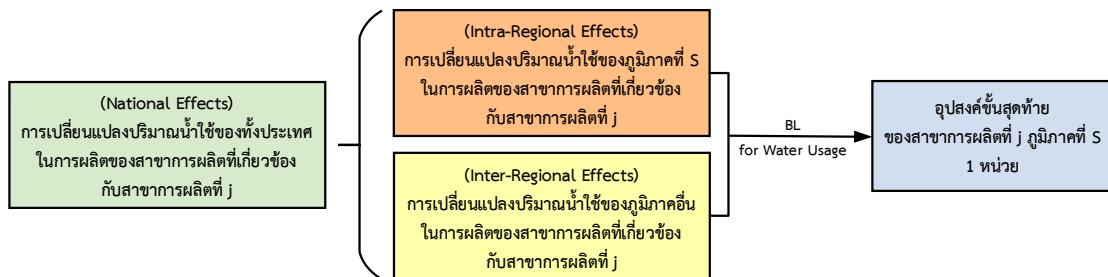 (National Effects)
การเปลี่ยนแปลงปริมาณน้ำใช้ของทั้งประเทศ
ในการผลิตของสาขาการผลิตที่เกี่ยวข้อง
กับสาขาการผลิตที่ j
(Intra-Regional Effects)
การเปลี่ยนแปลงปริมาณน้ำใช้ของภูมิภาคที่ S
ในการผลิตของสาขาการผลิตที่เกี่ยวข้อง
กับสาขาการผลิตที่ j
(Inter-Regional Effects)
การเปลี่ยนแปลงปริมาณน้ำใช้ของภูมิภาคอื่น
ในการผลิตของสาขาการผลิตที่เกี่ยวข้อง
กับสาขาการผลิตที่ j
BL
for Water Usage
อุปสงค์ขั้นสุดท้าย
ของสาขาการผลิตที่ j ภูมิภาคที่ S
1 หน่วย